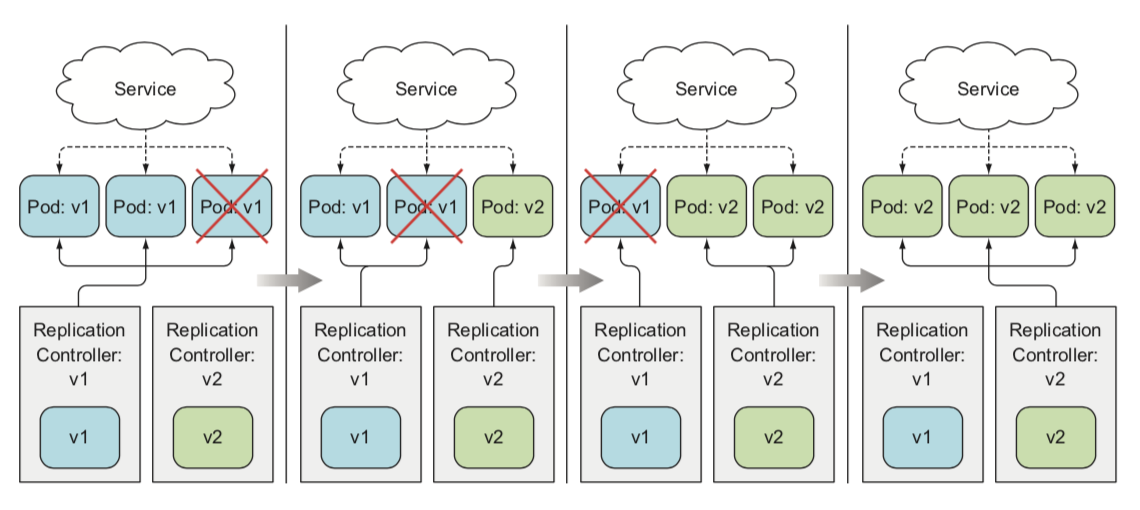 Service
Service
Service
Service
Pod: v1
Pod: v1
Pod: v1
Pod: v1
Pod: v1
Pod: v2
Pod: v1
Pod: v2
Pod: v2
Pod: v2
Pod: v2
Pod: v2
Replication
Controller:
v1
v1
Replication
Controller:
v2
v2
Replication
Controller:
v1
v1
Replication
Controller:
v2
v2
Replication
Controller:
v1
v1
Replication
Controller:
v2
v2
Replication
Controller:
v1
v1
Replication
Controller:
v2
v2